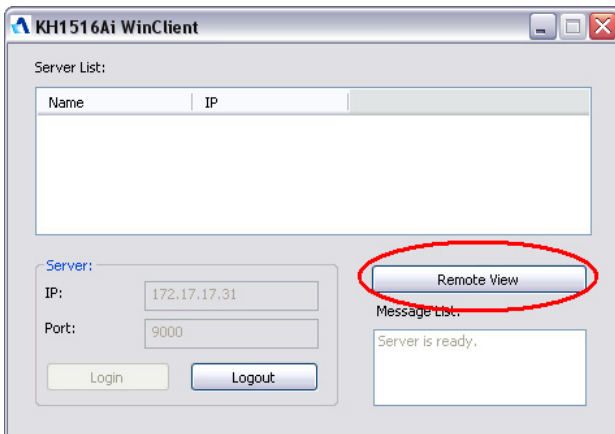 KH1516Ai WinClient
Server List:
Name IP
Server:
IP: 172.17.17.31
Port: 9000
Login Logout
Remote View
Message List:
Server is ready.